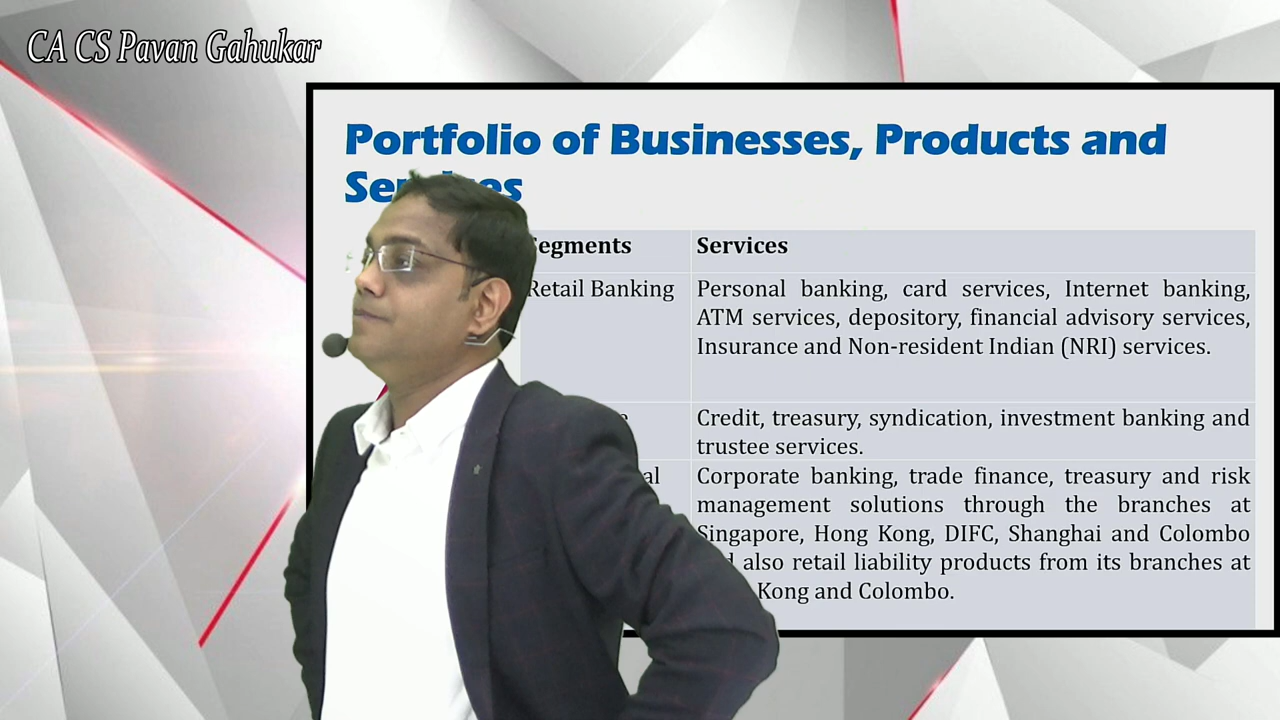 CA CS Pavan Gahukar
Portfolio of Businesses, Products and
Services
Segments Services
Retail Banking Personal banking, card services, Internet banking,
ATM services, depository, financial advisory services,
Insurance and Non-resident Indian (NRI) services.
Credit, treasury, syndication, investment banking and
trustee services.
Corporate banking, trade finance, treasury and risk
management solutions through the branches at
Singapore, Hong Kong, DIFC, Shanghai and Colombo
also retail liability products from its branches at
Kong and Colombo.